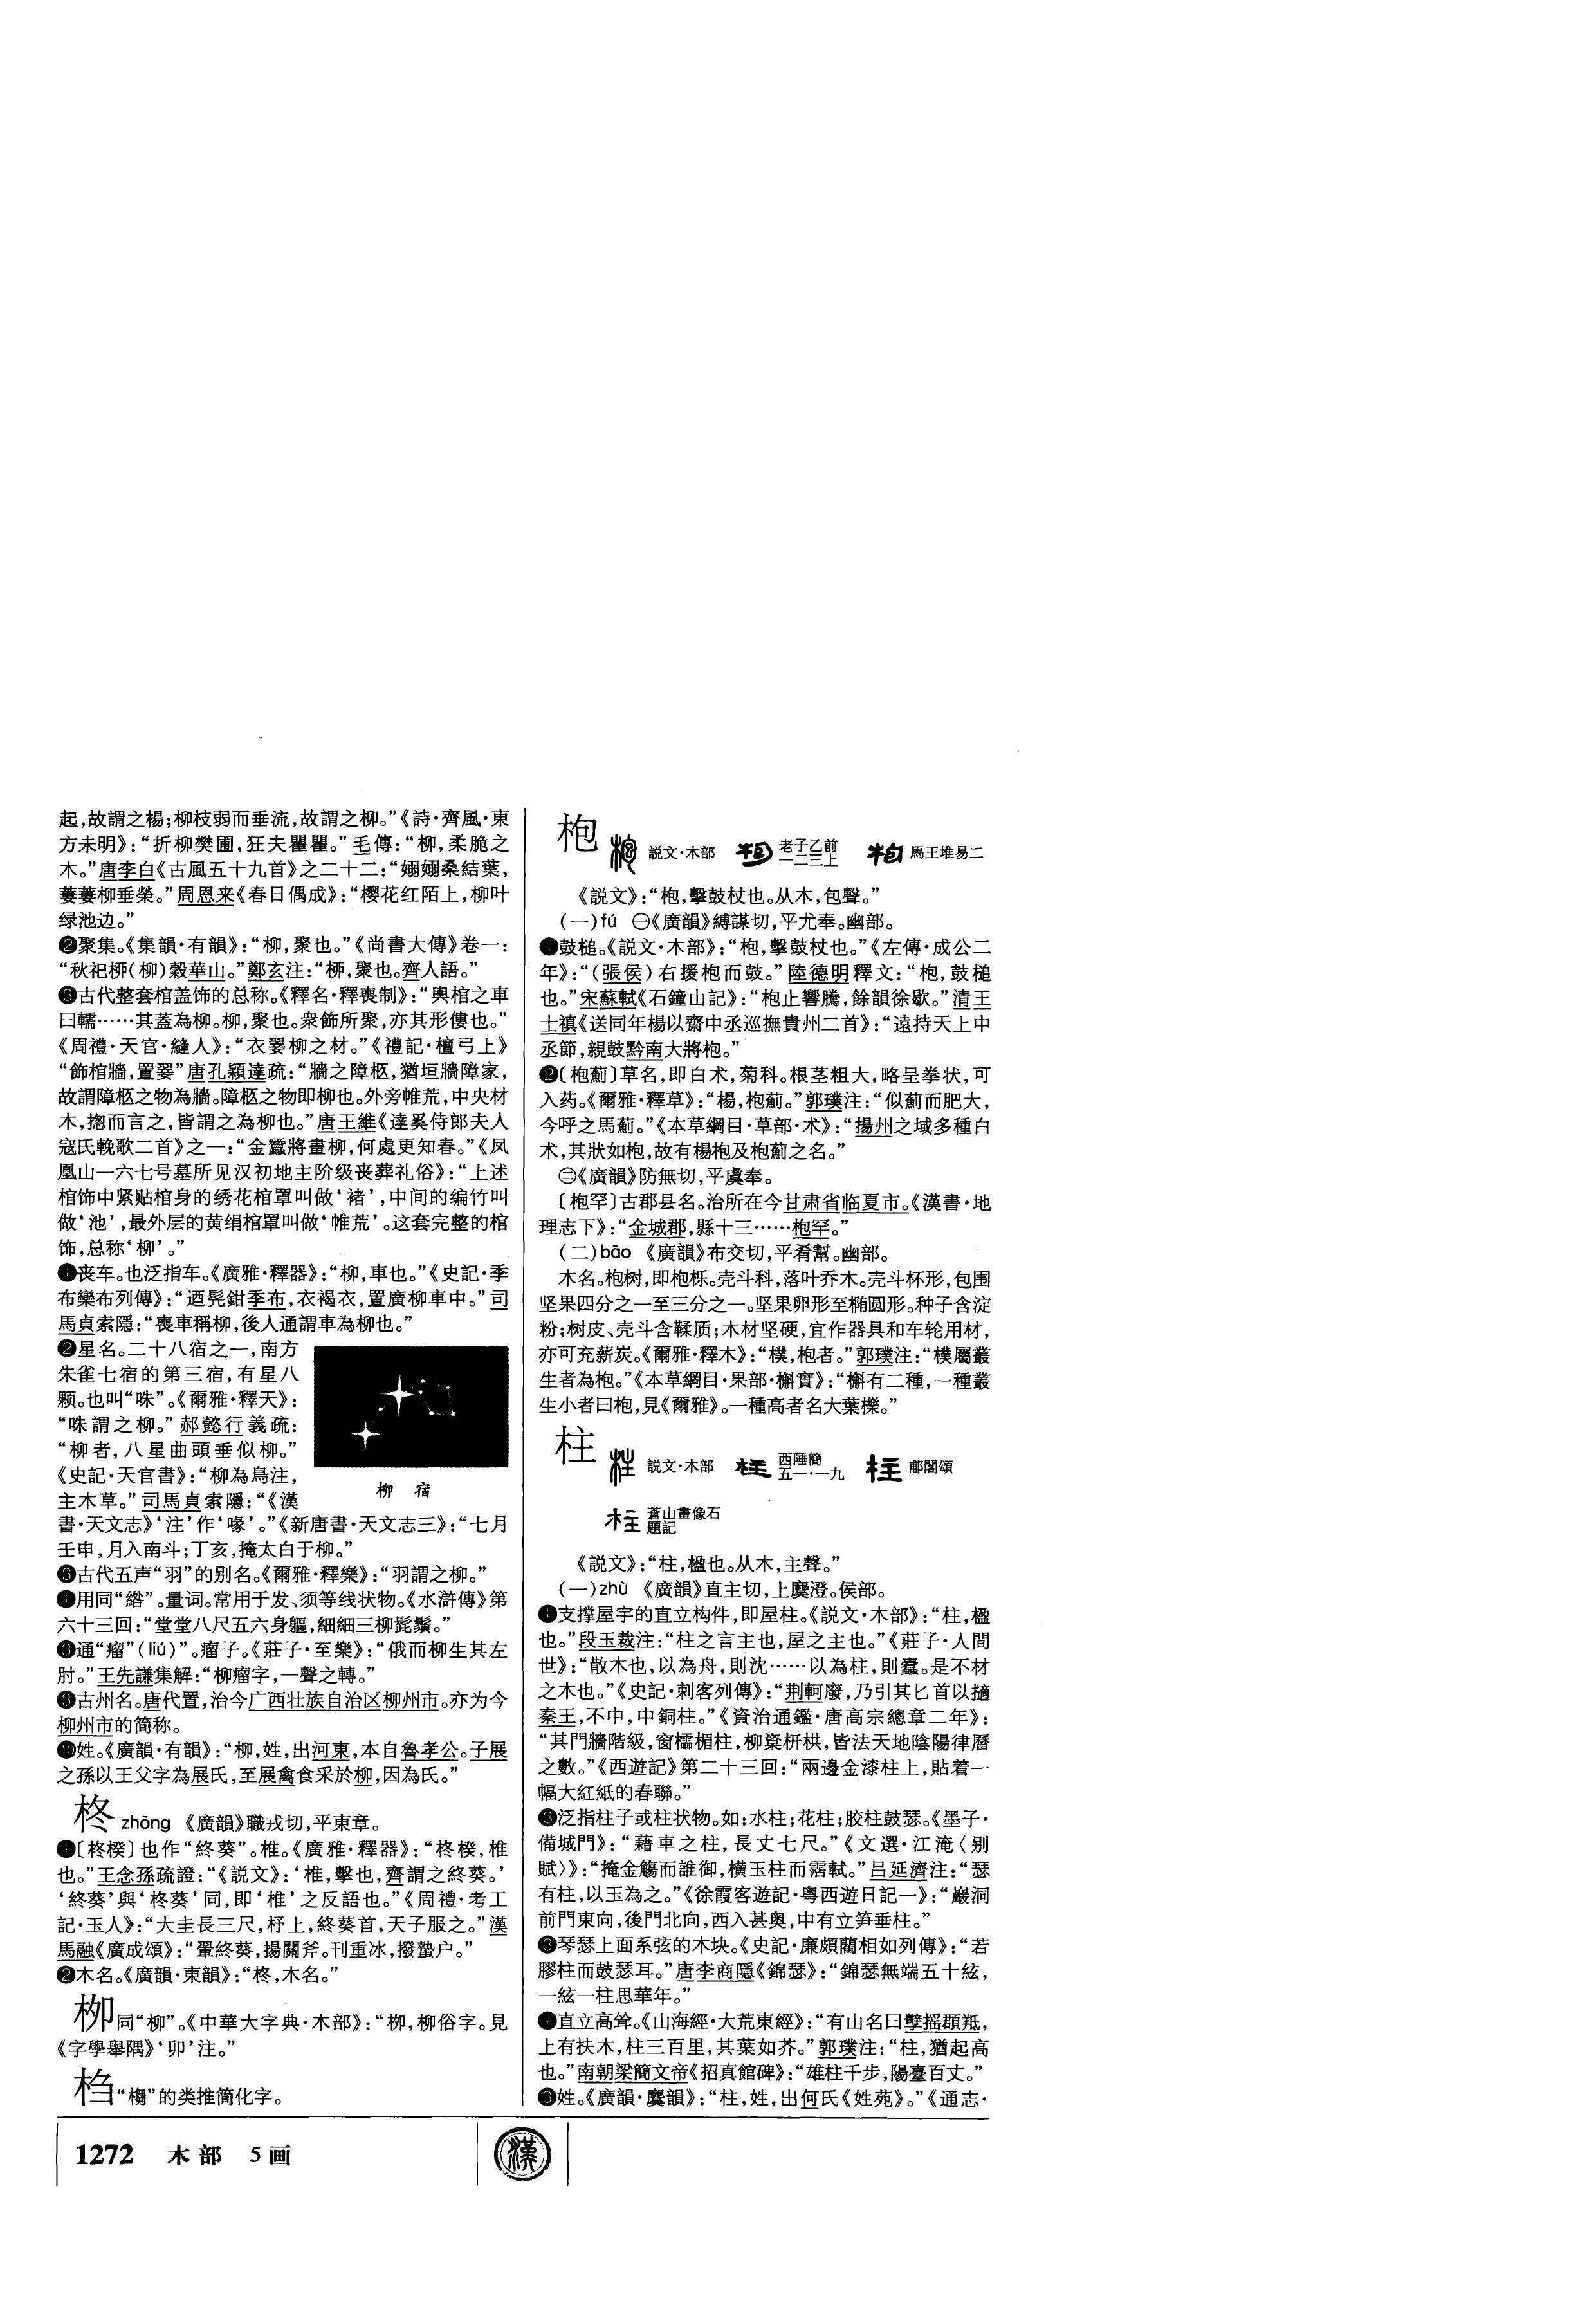 起,故謂之楊;柳枝弱而垂流,故謂之柳。”《詩·齊風·東
方未明》:“折柳樊圃,狂夫瞿瞿。”毛傳:“柳,柔脆之
木。”唐李白《古風五十九首》之二十二:“嫋嫋桑結葉,
萋萋柳垂榮。”周恩来《春日偶成》:“樱花红陌上,柳叶
绿池边。”
❷聚集。《集韻·有韻》:“柳,聚也。”《尚書大傳》卷一:
“秋祀桺(柳)穀華山。”鄭玄注:“桺,聚也。齊人語。”
❸古代整套棺盖饰的总称。《釋名·釋喪制》:“輿棺之車
曰轜……其蓋為柳。柳,聚也。衆飾所聚,亦其形僂也。”
《周禮·天官·縫人》:“衣翣柳之材。”《禮記·檀弓上》
“飾棺牆,置翣”唐孔穎達疏:“牆之障柩,猶垣牆障家,
故謂障柩之物為牆。障柩之物即柳也。外旁帷荒,中央材
木,揔而言之,皆謂之為柳也。”唐王維《達奚侍郎夫人
寇氏輓歌二首》之一:“金蠶將畫柳,何處更知春。”《凤
凰山一六七号墓所见汉初地主阶级丧葬礼俗》:“上述
棺饰中紧贴棺身的绣花棺罩叫做‘褚’,中间的编竹叫
做‘池’,最外层的黄绢棺罩叫做‘帷荒’。这套完整的棺
饰,总称‘柳’。”
丧车。也泛指车。《廣雅·釋器》:“柳,車也。”《史記·季
布欒布列傳》:“迺髡鉗季布,衣褐衣,置廣柳車中。”司
馬貞索隱:“喪車稱柳,後人通謂車為柳也。”
星名。二十八宿之一,南方
朱雀七宿的第三宿,有星八
颗。也叫“咮”。《爾雅·釋天》:
“咮謂之柳。”郝懿行義疏:
“柳者,八星曲頭垂似柳。”
《史記·天官書》:“柳為鳥注,
主木草。”司馬貞索隱:“《漢
書·天文志》‘注’作‘喙’。”《新唐書·天文志三》:“七月
壬申,月入南斗;丁亥,掩太白于柳。”
柳 宿
古代五声“羽”的别名。《爾雅·釋樂》:“羽謂之柳。”
用同“綹”。量词。常用于发、须等线状物。《水滸傳》第
六十三回:“堂堂八尺五六身軀,細細三柳髭鬚。”
通“瘤”(liú)”。瘤子。《莊子·至樂》:“俄而柳生其左
肘。”王先謙集解:“柳瘤字,一聲之轉。”
古州名。唐代置,治今广西壮族自治区柳州市。亦为今
柳州市的简称。
❿姓。《廣韻·有韻》:“柳,姓,出河東,本自魯孝公。子展
之孫以王父字為展氏,至展禽食采於柳,因為氏。”
柊 zhōng 《廣韻》職戎切,平東章。
❶〔柊楑〕也作“終葵”。椎。《廣雅·釋器》:“柊楑,椎
也。”王念孫疏證:“《説文》:‘椎,擊也,齊謂之終葵。’
‘終葵’與‘柊葵’同,即‘椎’之反語也。”《周禮·考工
記·玉人》:“大圭長三尺,杼上,終葵首,天子服之。”漢
馬融《廣成頌》:“翬終葵,揚關斧。刊重冰,撥蟄户。”
❷木名。《廣韻·東韻》:“柊,木名。”
栁同“柳”。《中華大字典·木部》:“栁,柳俗字。見
《字學舉隅》‘卯’注。”
㭆“㯀”的类推简化字。
枹 説文·木部 老子乙前一二三上 馬王堆易二
《説文》:“枹,擊鼓杖也。从木,包聲。”
(一)fú ㊀《廣韻》縛謀切,平尤奉。幽部。
❶鼓槌。《説文·木部》:“枹,擊鼓杖也。”《左傳·成公二
年》:“(張侯)右援枹而鼓。”陸德明釋文:“枹,鼓槌
也。”宋蘇軾《石鐘山記》:“枹止響騰,餘韻徐歇。”清王
士禛《送同年楊以齋中丞巡撫貴州二首》:“遠持天上中
丞節,親鼓黔南大將枹。”
❷〔枹薊〕草名,即白术,菊科。根茎粗大,略呈拳状,可
入药。《爾雅·釋草》:“楊,枹薊。”郭璞注:“似薊而肥大,
今呼之馬薊。”《本草綱目·草部·术》:“揚州之域多種白
术,其狀如枹,故有楊枹及枹薊之名。”
㊁《廣韻》防無切,平虞奉。
〔枹罕〕古郡县名。治所在今甘肃省临夏市。《漢書·地
理志下》:“金城郡,縣十三……枹罕。”
(二)bāo 《廣韻》布交切,平肴幫。幽部。
木名。枹树,即枹栎。壳斗科,落叶乔木。壳斗杯形,包围
坚果四分之一至三分之一。坚果卵形至椭圆形。种子含淀
粉;树皮、壳斗含鞣质;木材坚硬,宜作器具和车轮用材,
亦可充薪炭。《爾雅·釋木》:“樸,枹者。”郭璞注:“樸屬叢
生者為枹。”《本草綱目·果部·槲實》:“槲有二種,一種叢
生小者曰枹,見《爾雅》。一種高者名大葉櫟。”
柱 説文·木部 西陲簡五一·一九 郙閣頌
蒼山畫像石題記
《説文》:“柱,楹也。从木,主聲。”
(一)zhù 《廣韻》直主切,上麌澄。侯部。
❶支撑屋宇的直立构件,即屋柱。《説文·木部》:“柱,楹
也。”段玉裁注:“柱之言主也,屋之主也。”《莊子·人間
世》:“散木也,以為舟,則沈……以為柱,則蠹。是不材
之木也。”《史記·刺客列傳》:“荆軻廢,乃引其匕首以擿
秦王,不中,中銅柱。”《資治通鑑·唐高宗總章二年》:
“其門牆階級,窗櫺楣柱,柳楶枅栱,皆法天地陰陽律曆
之數。”《西遊記》第二十三回:“兩邊金漆柱上,貼着一
幅大紅紙的春聯。”
泛指柱子或柱状物。如:水柱;花柱;胶柱鼓瑟。《墨子·
備城門》:“藉車之柱,長丈七尺。”《文選·江淹〈别
賦〉》:“掩金觴而誰御,横玉柱而霑軾。”吕延濟注:“瑟
有柱,以玉為之。”《徐霞客遊記·粤西遊日記一》:“巖洞
前門東向,後門北向,西入甚奥,中有立笋垂柱。”
❸琴瑟上面系弦的木块。《史記·廉頗藺相如列傳》:“若
膠柱而鼓瑟耳。”唐李商隱《錦瑟》:“錦瑟無端五十絃,
一絃一柱思華年。”
直立高耸。《山海經·大荒東經》:“有山名曰孼摇頵羝,
上有扶木,柱三百里,其葉如芥。”郭璞注:“柱,猶起高
也。”南朝梁簡文帝《招真館碑》:“雄柱千步,陽臺百丈。”
姓。《廣韻·麌韻》:“柱,姓,出何氏《姓苑》。”《通志·
1272 木部 5画
漢